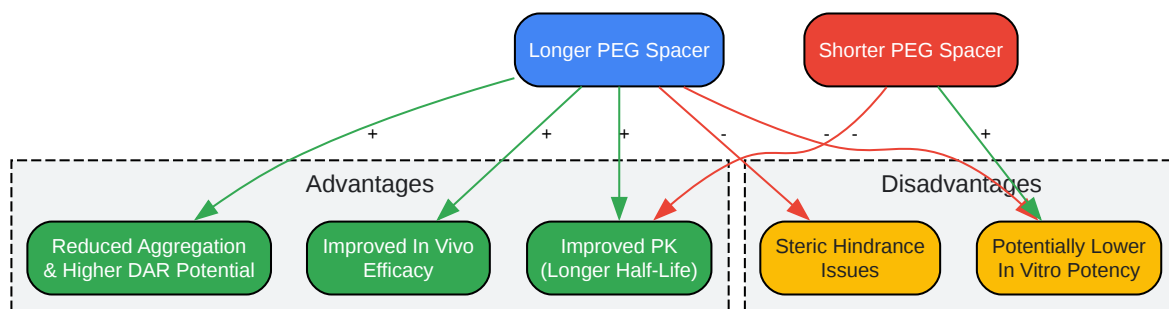 Longer PEG Spacer
Shorter PEG Spacer
+
+
+
-
-
-
+
Advantages
Disadvantages
Reduced Aggregation
& Higher DAR Potential
Improved In Vivo
Efficacy
Improved PK
(Longer Half-Life)
Steric Hindrance
Issues
Potentially Lower
In Vitro Potency